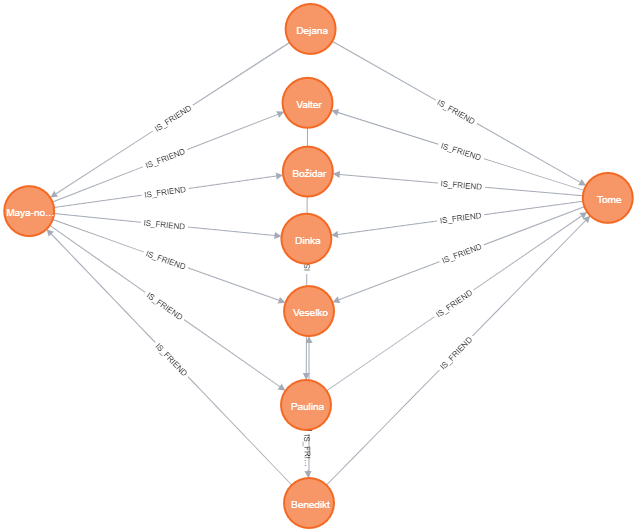 Dejana
IS_FRIEND
IS_FRIEND
Valter
IS_FRIEND
IS_FRIEND
Božidar
IS_FRIEND
IS_FRIEND
Maya-no...
Tome
Dinka
IS_FRIEND
IS_FRIEND
IS_FRIEND
IS_FRIEND
Veselko
IS_FRIEND
IS_FRIEND
IS_FRIEND
IS_FRIEND
Paulina
IS_FRI...
Benedikt